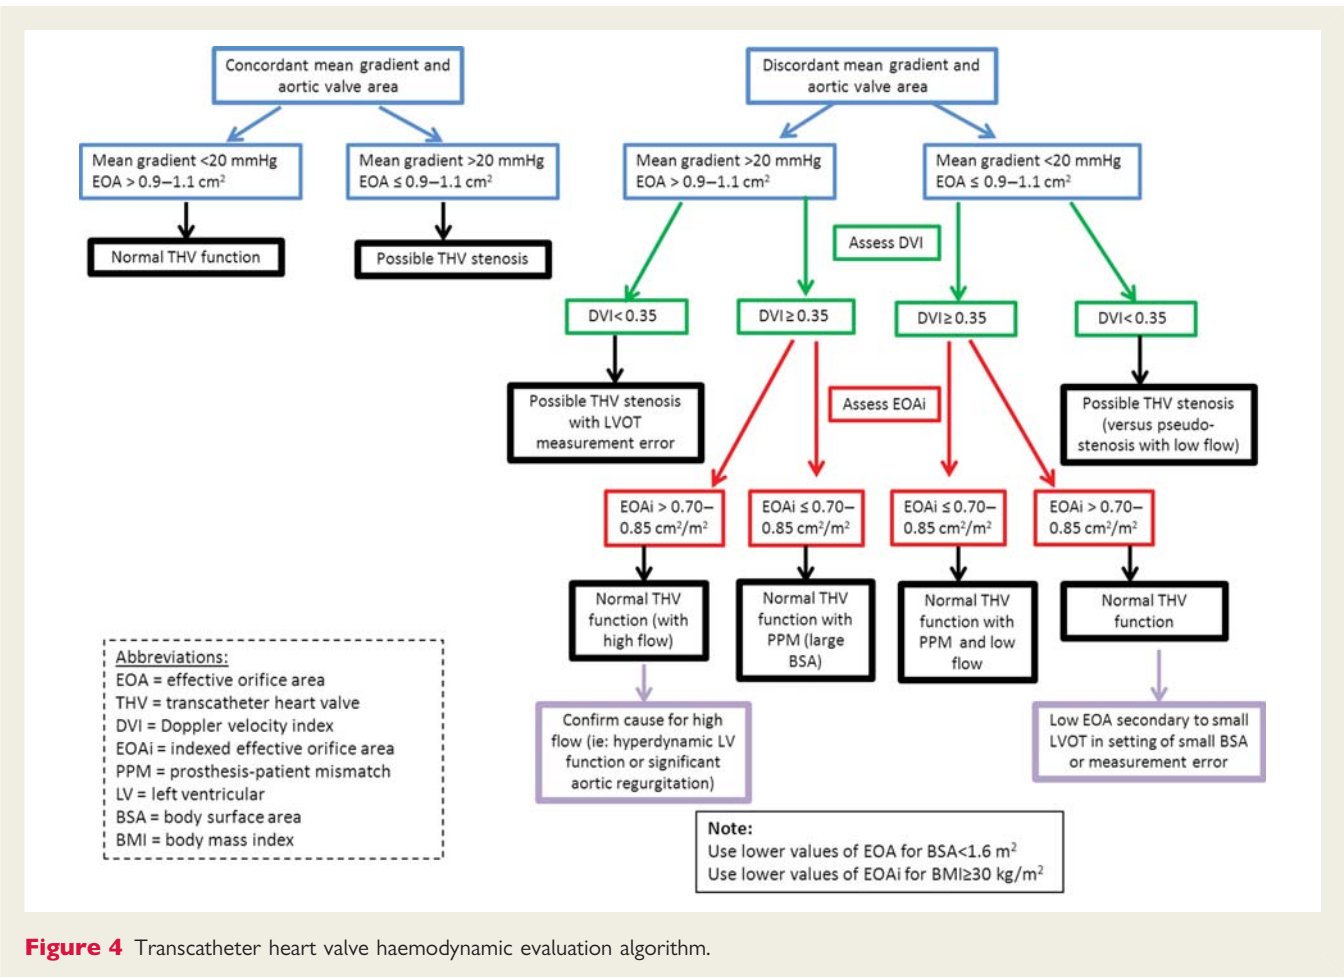 Concordant mean gradient and
aortic valve area
Discordant mean gradient and
aortic valve area
Mean gradient <20 mmHg
EOA > 0.9–1.1 cm²
Mean gradient >20 mmHg
EOA ≤ 0.9–1.1 cm²
Mean gradient >20 mmHg
EOA > 0.9–1.1 cm²
Mean gradient <20 mmHg
EOA ≤ 0.9–1.1 cm²
Normal THV function
Possible THV stenosis
Assess DVI
DVI< 0.35
DVI ≥ 0.35
DVI ≥ 0.35
DVI< 0.35
Possible THV stenosis
with LVOT
measurement error
Assess EOAi
Possible THV stenosis
(versus pseudo-
stenosis with low flow)
EOAi > 0.70–
0.85 cm²/m²
EOAi ≤ 0.70–
0.85 cm²/m²
EOAi ≤ 0.70–
0.85 cm²/m²
EOAi > 0.70–
0.85 cm²/m²
Normal THV
function (with
high flow)
Normal THV
function with
PPM (large
BSA)
Normal THV
function with
PPM and low
flow
Normal THV
function
Confirm cause for high
flow (ie: hyperdynamic LV
function or significant
aortic regurgitation)
Low EOA secondary to small
LVOT in setting of small BSA
or measurement error
Abbreviations:
EOA = effective orifice area
THV = transcatheter heart valve
DVI = Doppler velocity index
EOAi = indexed effective orifice area
PPM = prosthesis-patient mismatch
LV = left ventricular
BSA = body surface area
BMI = body mass index
Note:
Use lower values of EOA for BSA<1.6 m²
Use lower values of EOAi for BMI≥30 kg/m²
Figure 4 Transcatheter heart valve haemodynamic evaluation algorithm.